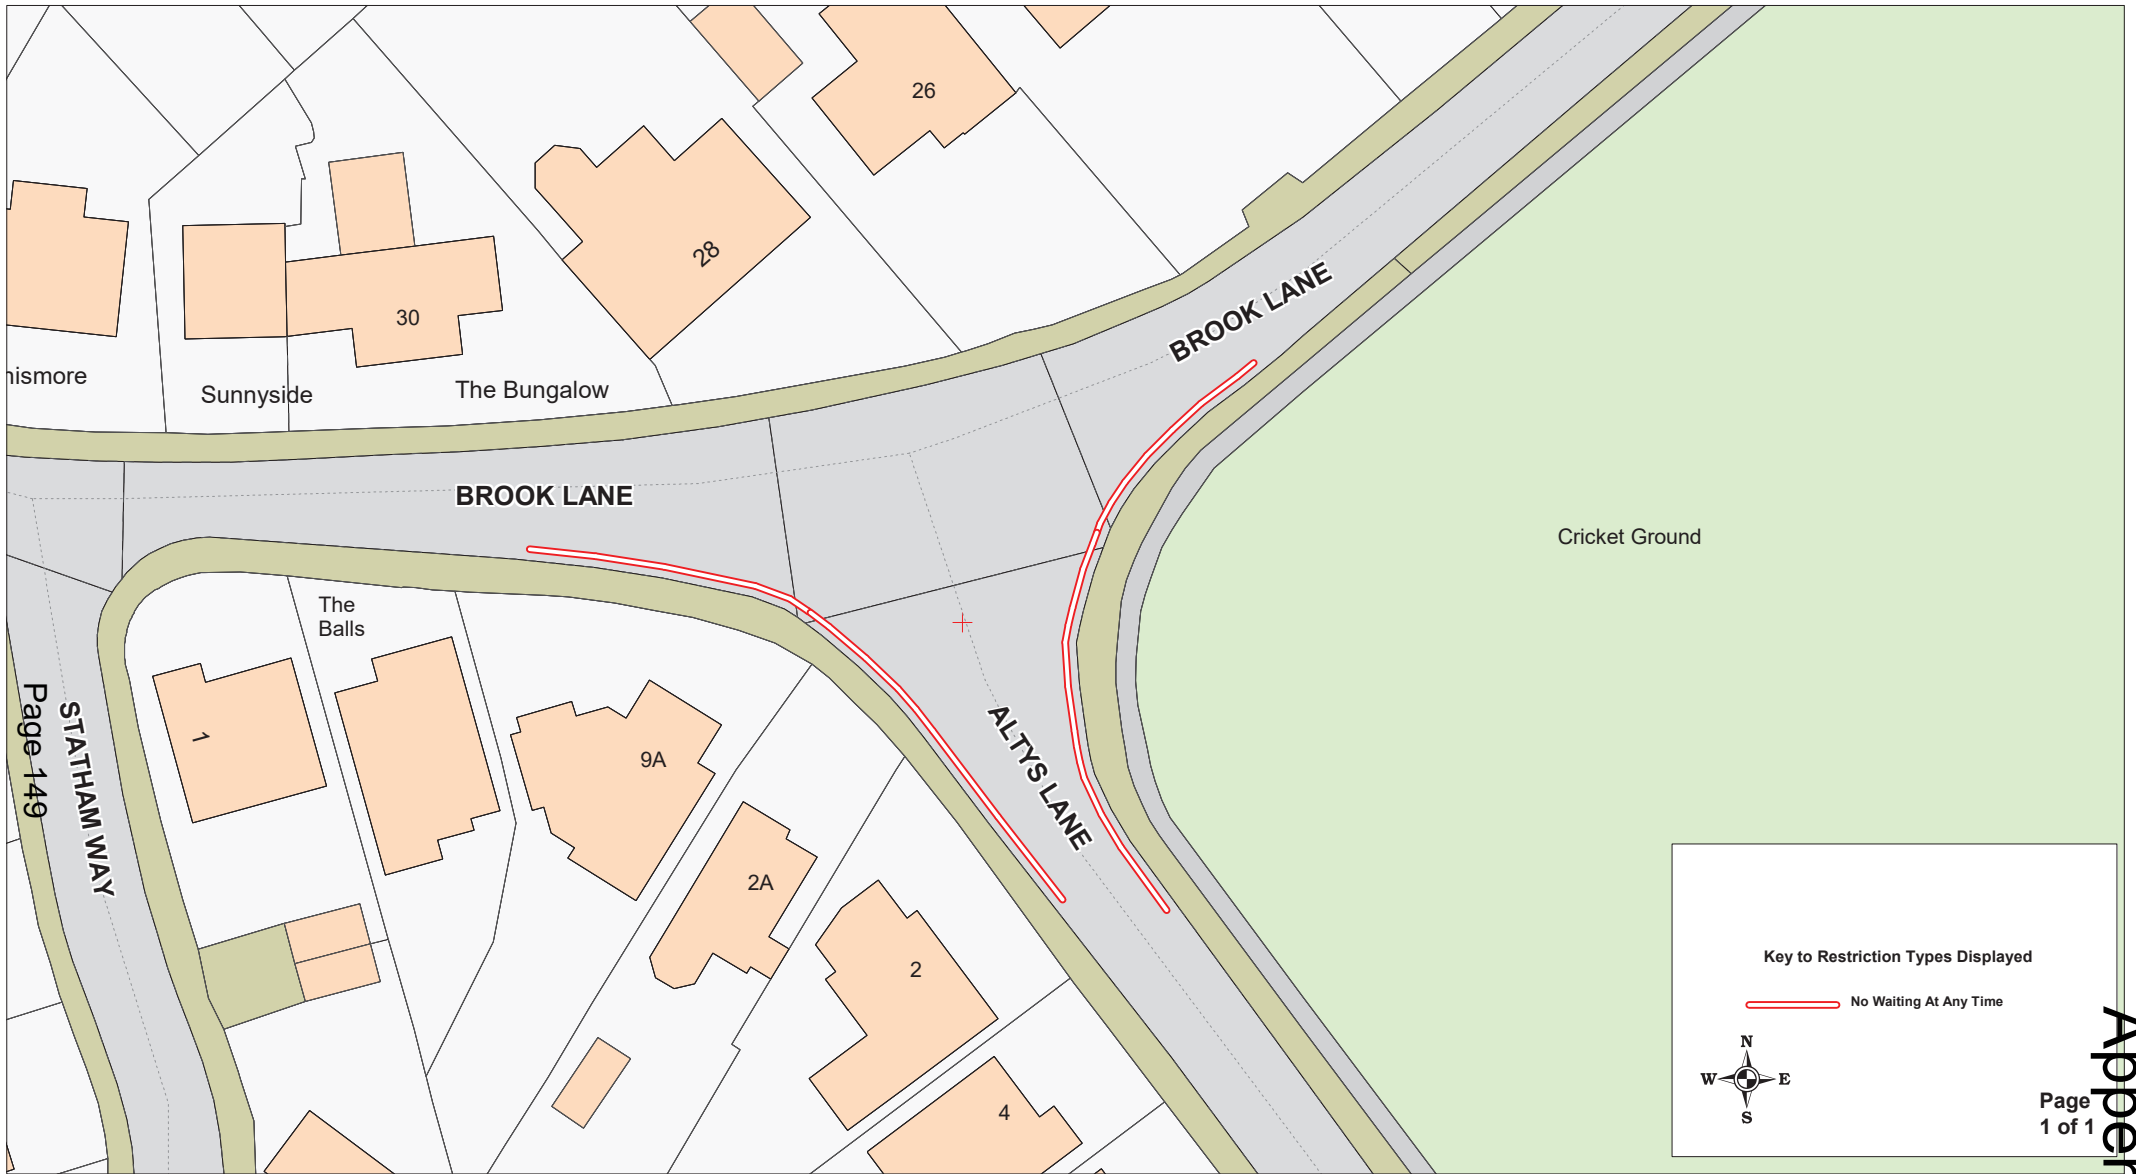 26
28
30
BROOK LANE
nismore
Sunnyside
The Bungalow
BROOK LANE
Cricket Ground
The
Balls
Page 149
STATHAM WAY
1
9A
ALTYS LANE
2A
2
4
Key to Restriction Types Displayed
No Waiting At Any Time
N
W E
S
Page
1 of 1